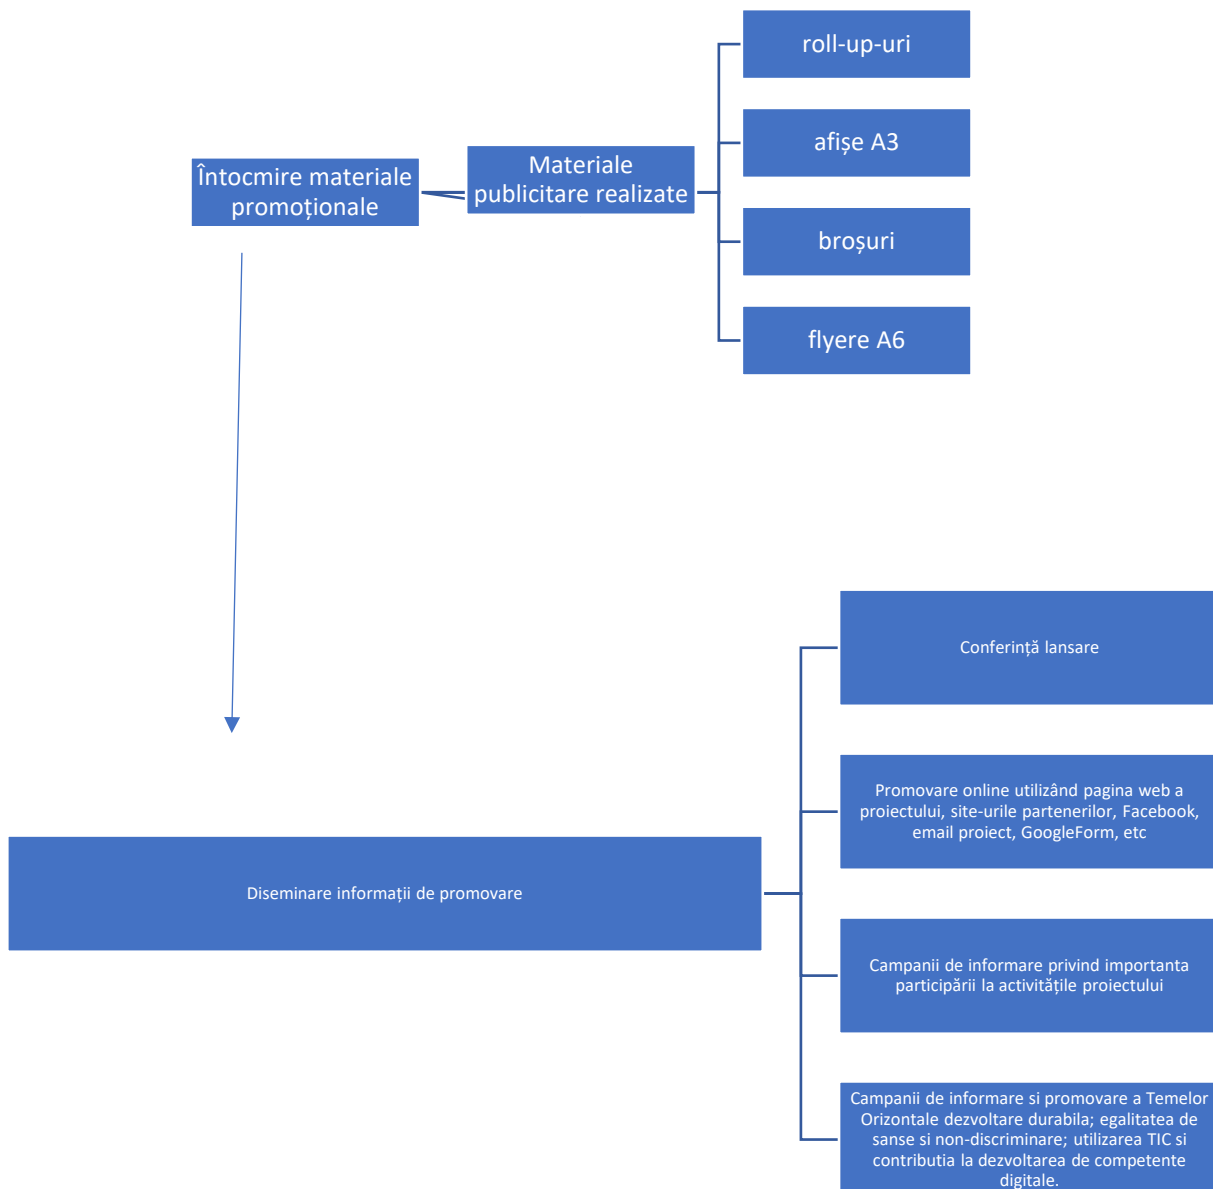 roll-up-uri
afișe A3
Întocmire materiale
promoționale
Materiale
publicitare realizate
broșuri
flyere A6
Conferință lansare
Promovare online utilizând pagina web a
proiectului, site-urile partenerilor, Facebook,
email proiect, GoogleForm, etc
Diseminare informații de promovare
Campanii de informare privind importanta
participării la activitățile proiectului
Campanii de informare si promovare a Temelor
Orizontale dezvoltare durabila; egalitatea de
sanse si non-discriminare; utilizarea TIC si
contributia la dezvoltarea de competente
digitale.